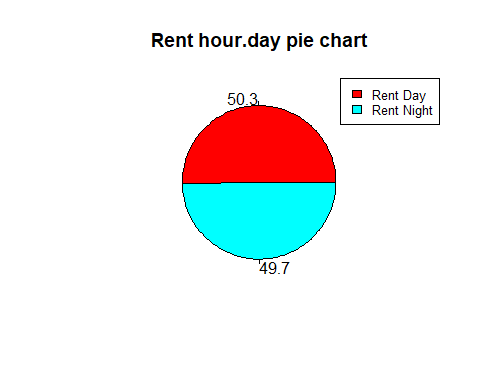 Rent hour.day pie chart
50.3
Rent Day
Rent Night
49.7